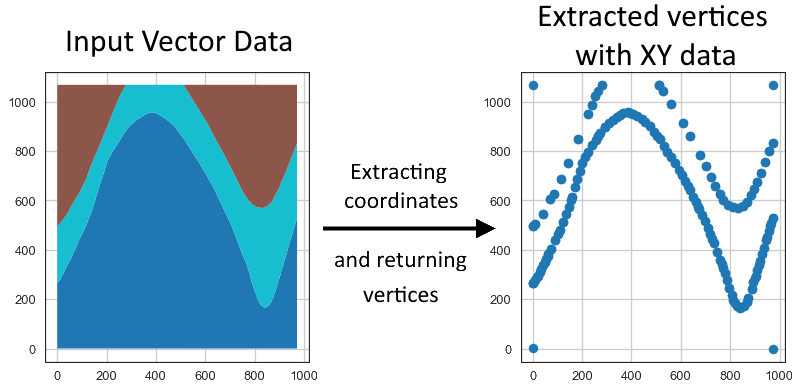 Input Vector Data
Extracted vertices
with XY data
Extracting
coordinates
and returning
vertices
1000
800
600
400
200
0
0 200 400 600 800 1000
1000
800
600
400
200
0
0 200 400 600 800 1000